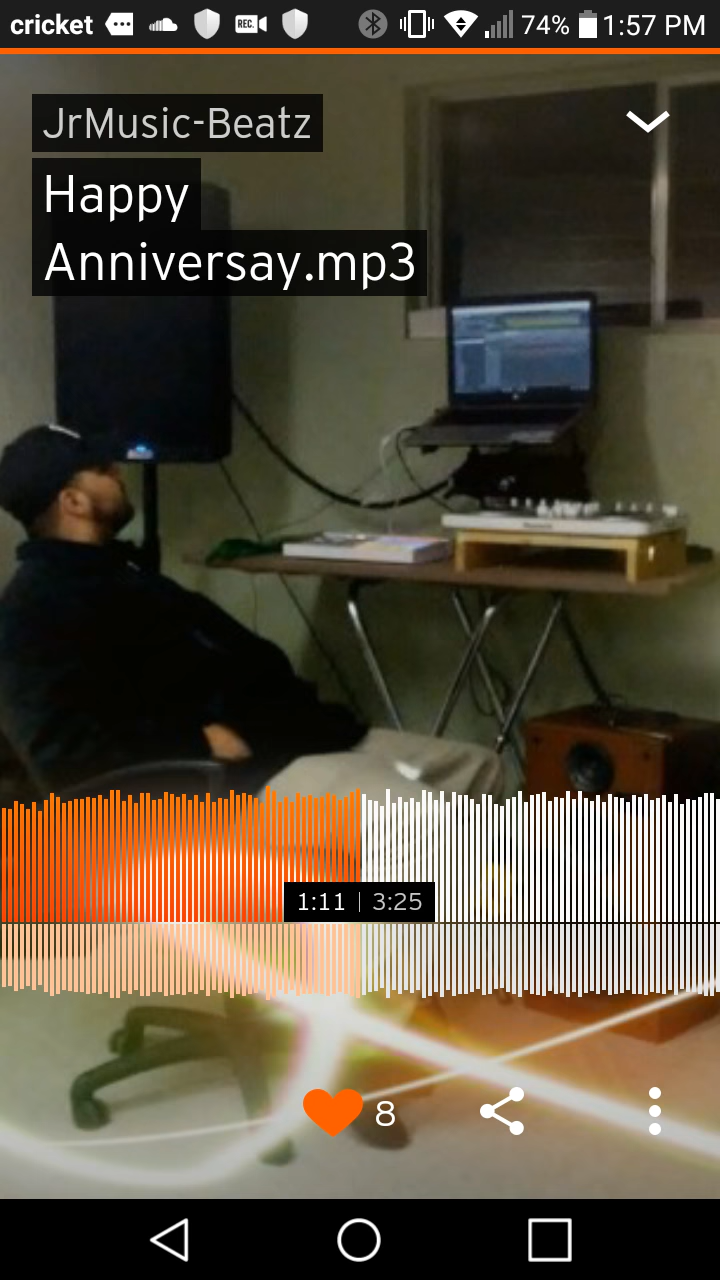 cricket REC. 74% 1:57 PM
JrMusic-Beatz
Happy
Anniversay.mp3
1:11 | 3:25
8